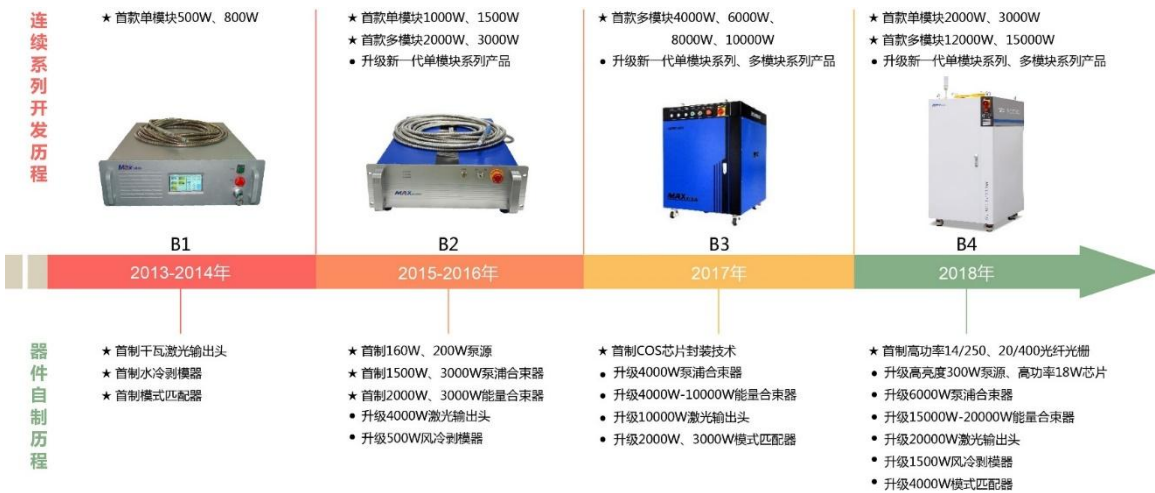 连续系列开发历程
★ 首款单模块500W、800W
★ 首款单模块1000W、1500W
★ 首款多模块2000W、3000W
• 升级新一代单模块系列产品
★ 首款多模块4000W、6000W、
8000W、10000W
• 升级新一代单模块系列、多模块系列产品
★ 首款单模块2000W、3000W
★ 首款多模块12000W、15000W
• 升级新一代单模块系列、多模块系列产品
MAX
MAX
MAX
B1
B2
B3
B4
2013-2014年
2015-2016年
2017年
2018年
器件自制历程
★ 首制千瓦激光输出头
★ 首制水冷剥模器
★ 首制模式匹配器
★ 首制160W、200W泵源
★ 首制1500W、3000W泵浦合束器
★ 首制2000W、3000W能量合束器
• 升级4000W激光输出头
• 升级500W风冷剥模器
★ 首制COS芯片封装技术
• 升级4000W泵浦合束器
• 升级4000W-10000W能量合束器
• 升级10000W激光输出头
• 升级2000W、3000W模式匹配器
★ 首制高功率14/250、20/400光纤光栅
• 升级高亮度300W泵源、高功率18W芯片
• 升级6000W泵浦合束器
• 升级15000W-20000W能量合束器
• 升级20000W激光输出头
• 升级1500W风冷剥模器
• 升级4000W模式匹配器